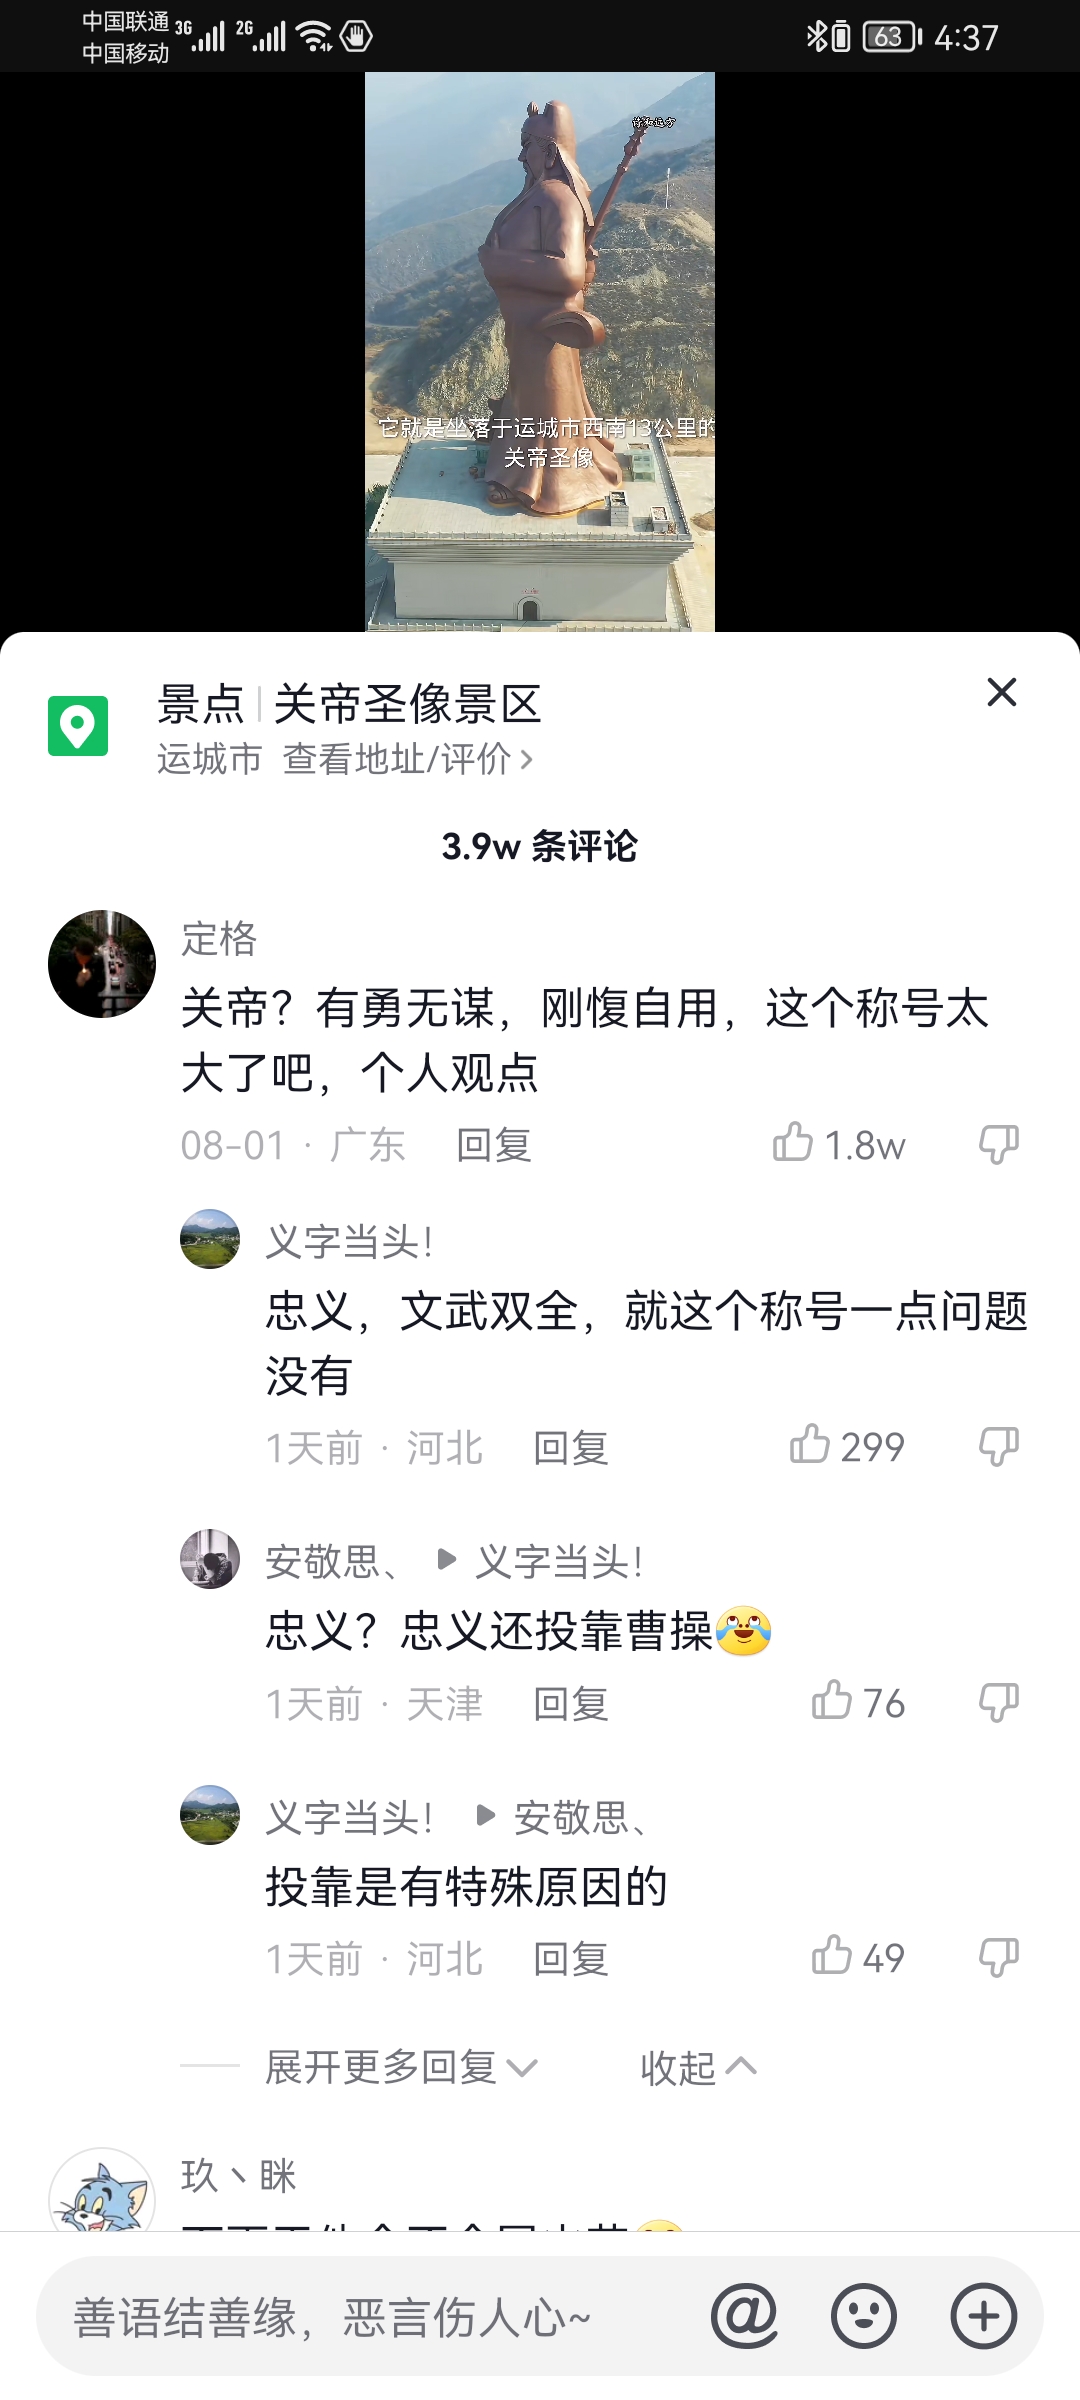 中国联通 3G 2G
中国移动
63 4:37
诗和远方
它就是坐落于运城市西南13公里的
关帝圣像
景点 关帝圣像景区
运城市 查看地址/评价
3.9w 条评论
定格
关帝？有勇无谋，刚愎自用，这个称号太
大了吧，个人观点
08-01 · 广东 回复 1.8w
义字当头！
忠义，文武双全，就这个称号一点问题
没有
1天前 · 河北 回复 299
安敬思、 义字当头！
忠义？忠义还投靠曹操
1天前 · 天津 回复 76
义字当头！ 安敬思、
投靠是有特殊原因的
1天前 · 河北 回复 49
展开更多回复 收起
玖丶眯
善语结善缘，恶言伤人心~ @